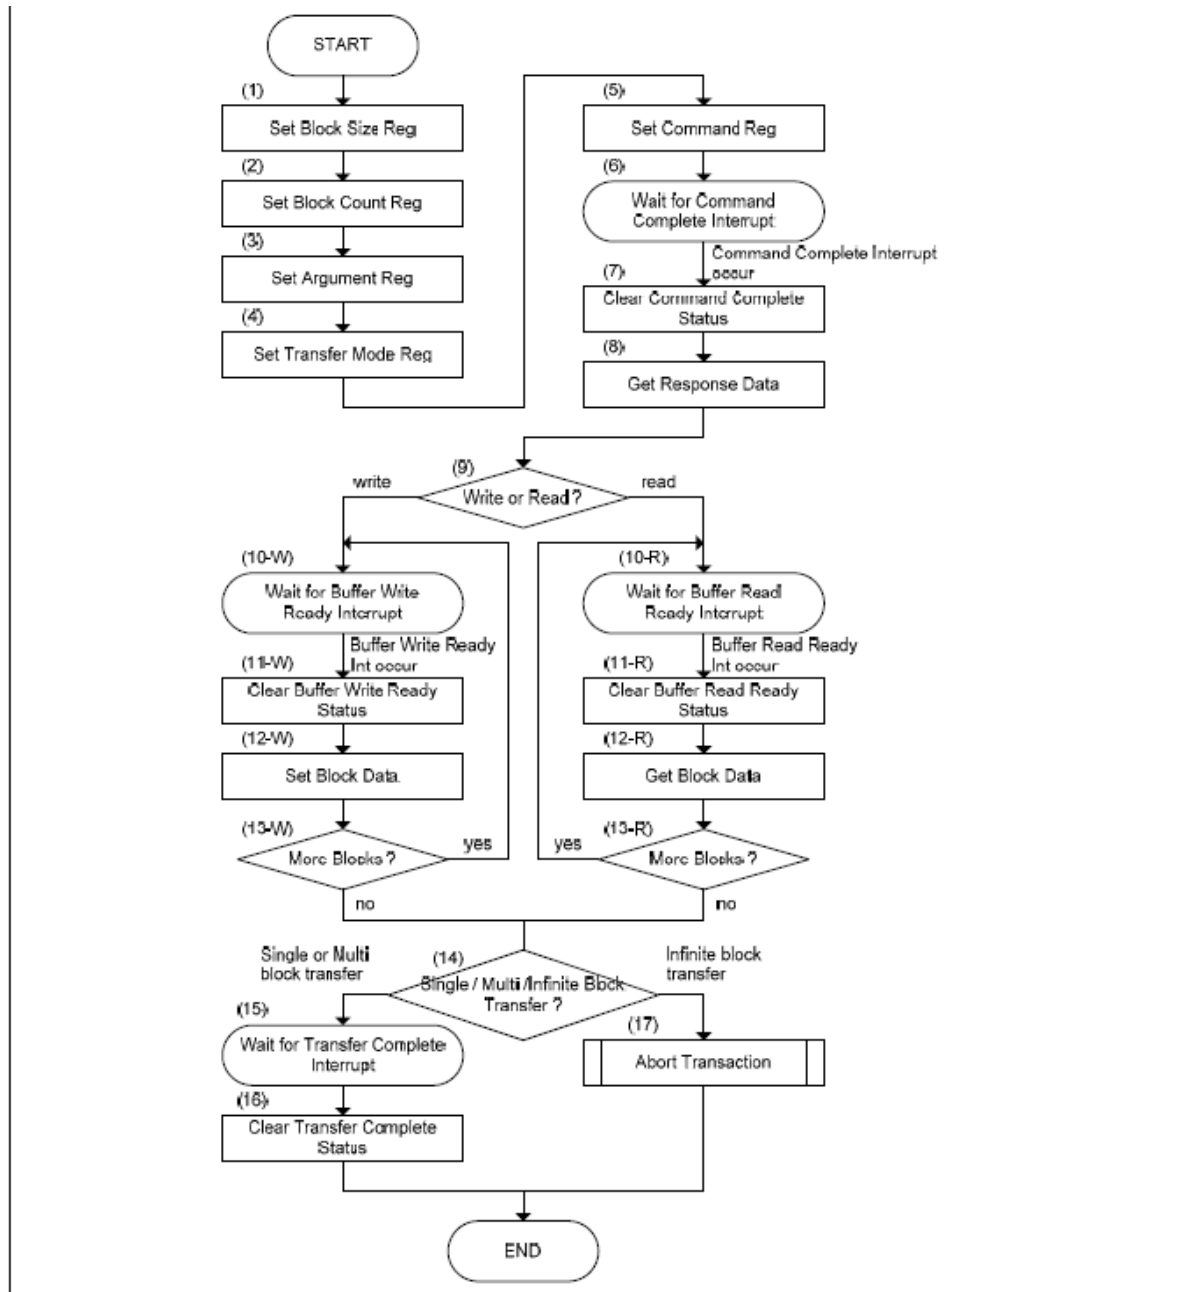 START
(1)
Set Block Size Reg
(2)
Set Block Count Reg
(3)
Set Argument Reg
(4)
Set Transfer Mode Reg
(5)
Set Command Reg
(6)
Wait for Command
Complete Interrupt
Command Complete Interrupt
occur
(7)
Clear Command Complete
Status
(8)
Get Response Data
(9)
Write or Read ?
write
read
(10-W)
Wait for Buffer Write
Ready Interrupt
Buffer Write Ready
Int occur
(11-W)
Clear Buffer Write Ready
Status
(12-W)
Set Block Data
(13-W)
More Blocks ?
yes
no
(10-R)
Wait for Buffer Read
Ready Interrupt
Buffer Read Ready
Int occur
(11-R)
Clear Buffer Read Ready
Status
(12-R)
Get Block Data
(13-R)
More Blocks ?
yes
no
(14)
Single / Multi /Infinite Block
Transfer ?
Single or Multi
block transfer
Infinite block
transfer
(15)
Wait for Transfer Complete
Interrupt
(16)
Clear Transfer Complete
Status
(17)
Abort Transaction
END